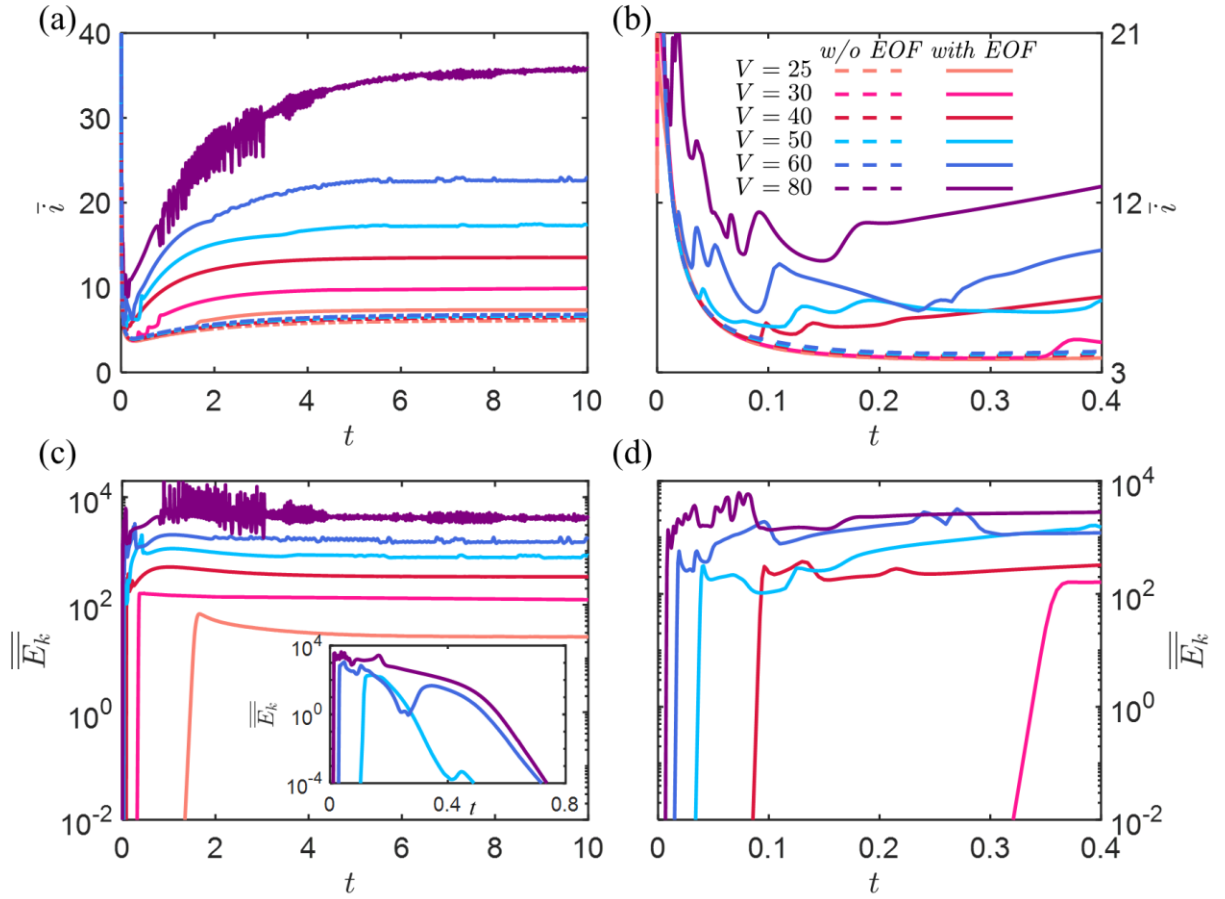 (a)
(b)
40
30
20
10
0
i̅
0 2 4 6 8 10
t
21
12
3
i̅
0 0.1 0.2 0.3 0.4
t
w/o EOF with EOF
V = 25
V = 30
V = 40
V = 50
V = 60
V = 80
(c)
(d)
10^4
10^2
10^0
10^-2
E_k
0 2 4 6 8 10
t
10^4
10^0
10^-4
E_k
0 0.4 t 0.8
10^4
10^2
10^0
10^-2
E_k
0 0.1 0.2 0.3 0.4
t